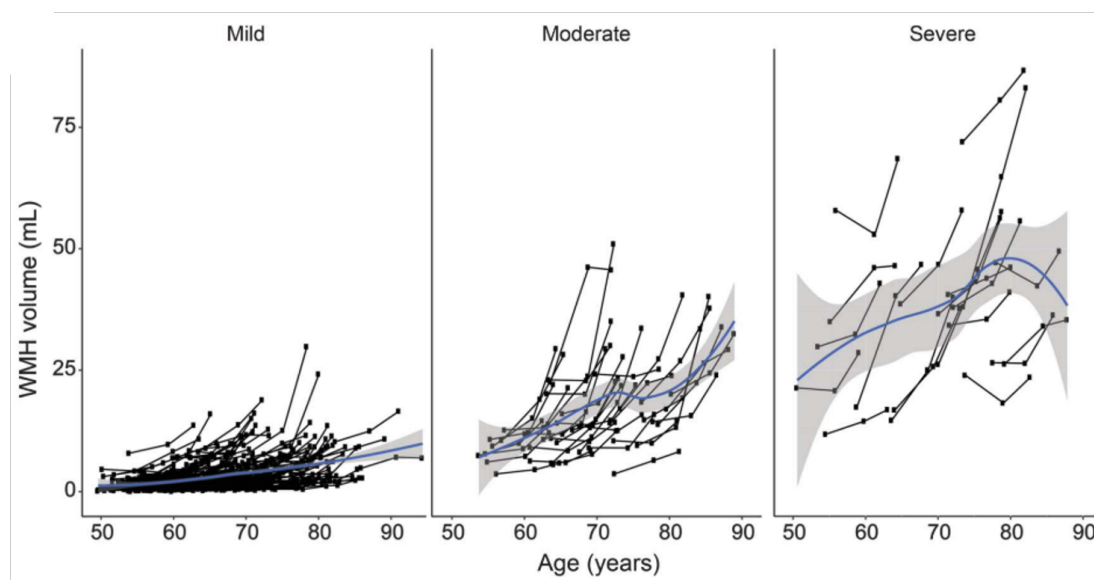 Mild Moderate Severe
75
50
25
0
50 60 70 80 90 50 60 70 80 90 50 60 70 80 90
WMH volume (mL)
Age (years)